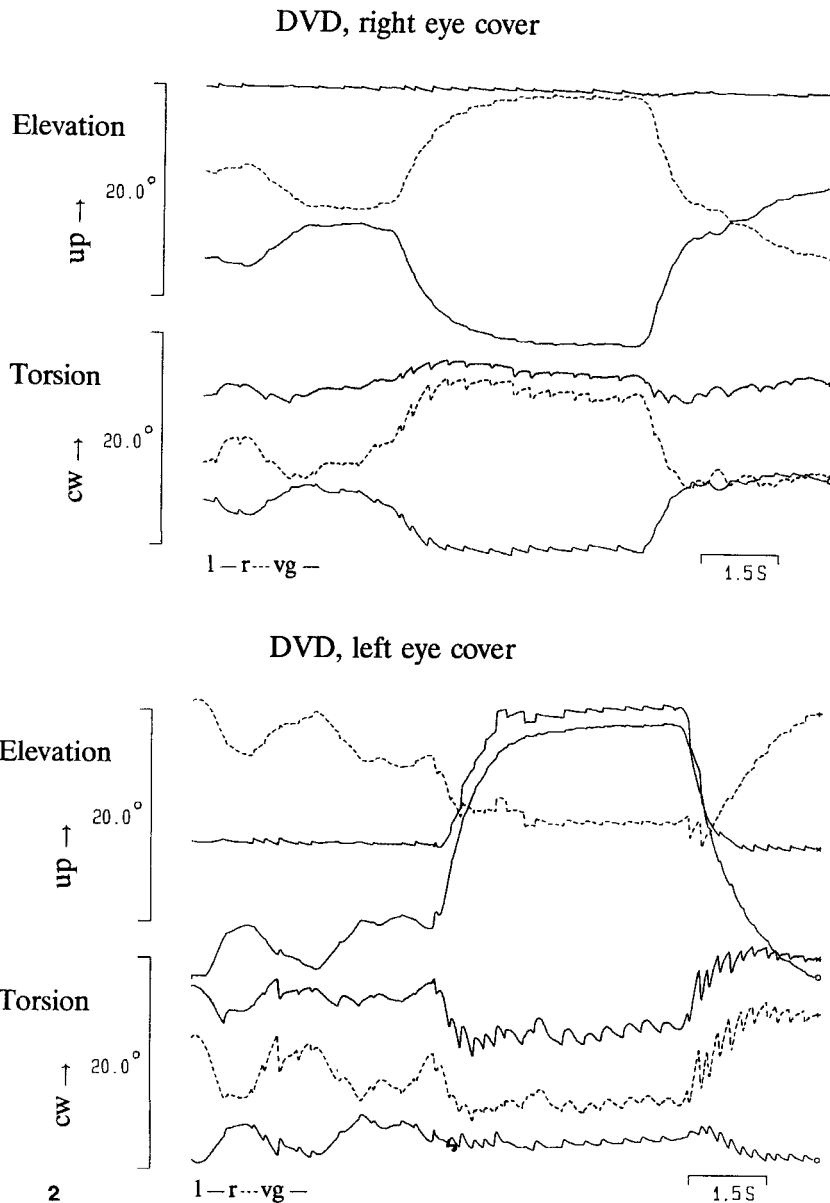 DVD, right eye cover
Elevation
20.0°
up →
Torsion
20.0°
cw →
l — r --- vg —
1.5S
DVD, left eye cover
Elevation
20.0°
up →
Torsion
20.0°
cw →
2
l — r --- vg —
1.5S